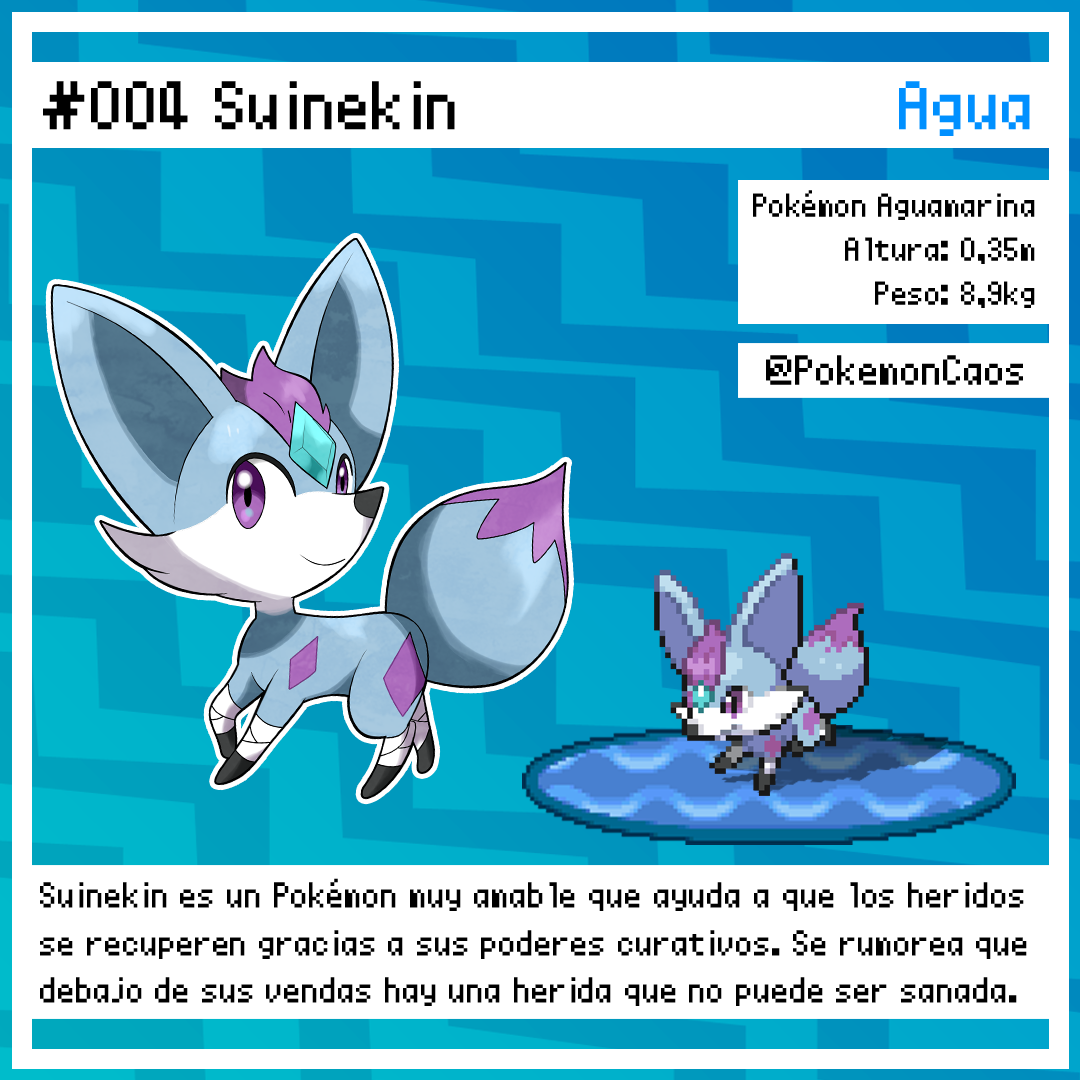 #004 Suinekin
Agua
Pokémon Aguamarina
Altura: 0,35m
Peso: 8,9kg
@PokemonCaos
Suinekin es un Pokémon muy amable que ayuda a que los heridos
se recuperen gracias a sus poderes curativos. Se rumorea que
debajo de sus vendas hay una herida que no puede ser sanada.